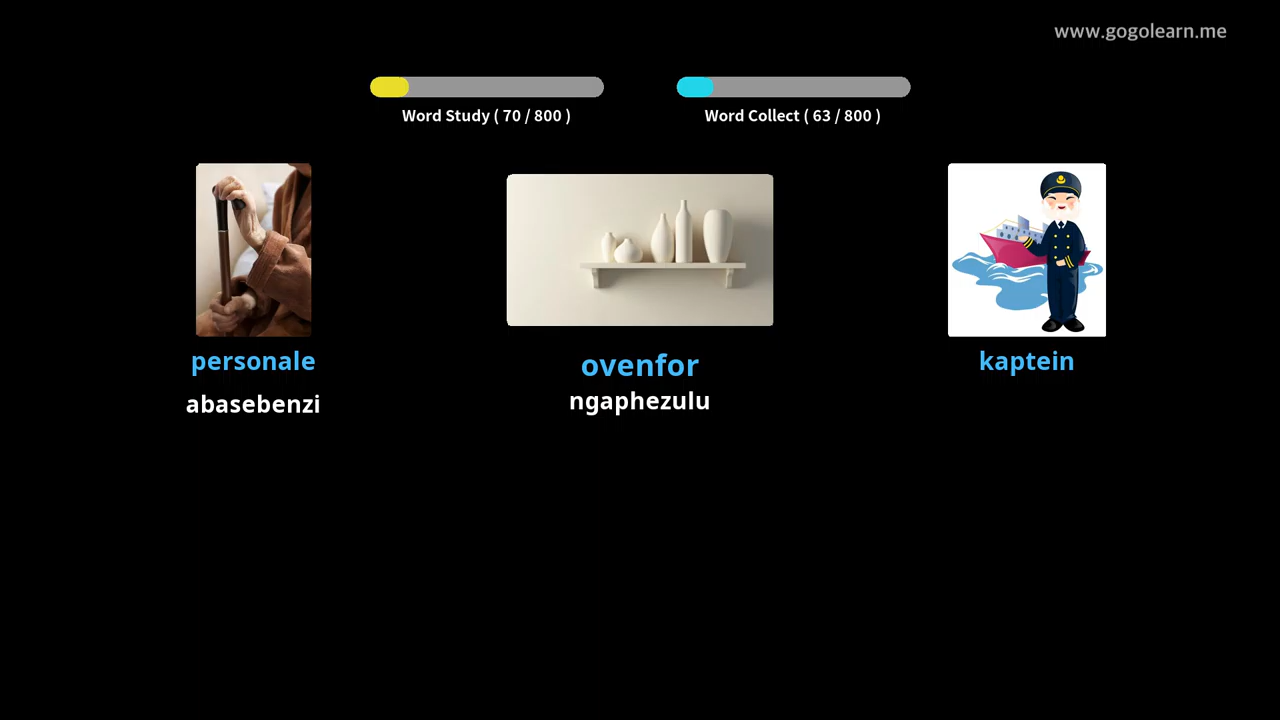 www.gogolearn.me
Word Study ( 70 / 800 )
Word Collect ( 63 / 800 )
personale
abasebenzi
ovenfor
ngaphezulu
kaptein